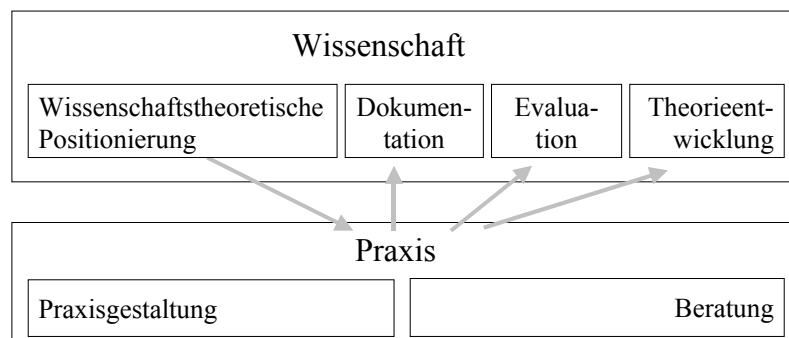 Wissenschaft
Wissenschaftstheoretische
Positionierung
Dokumen-
tation
Evalua-
tion
Theorieent-
wicklung
Praxis
Praxisgestaltung
Beratung